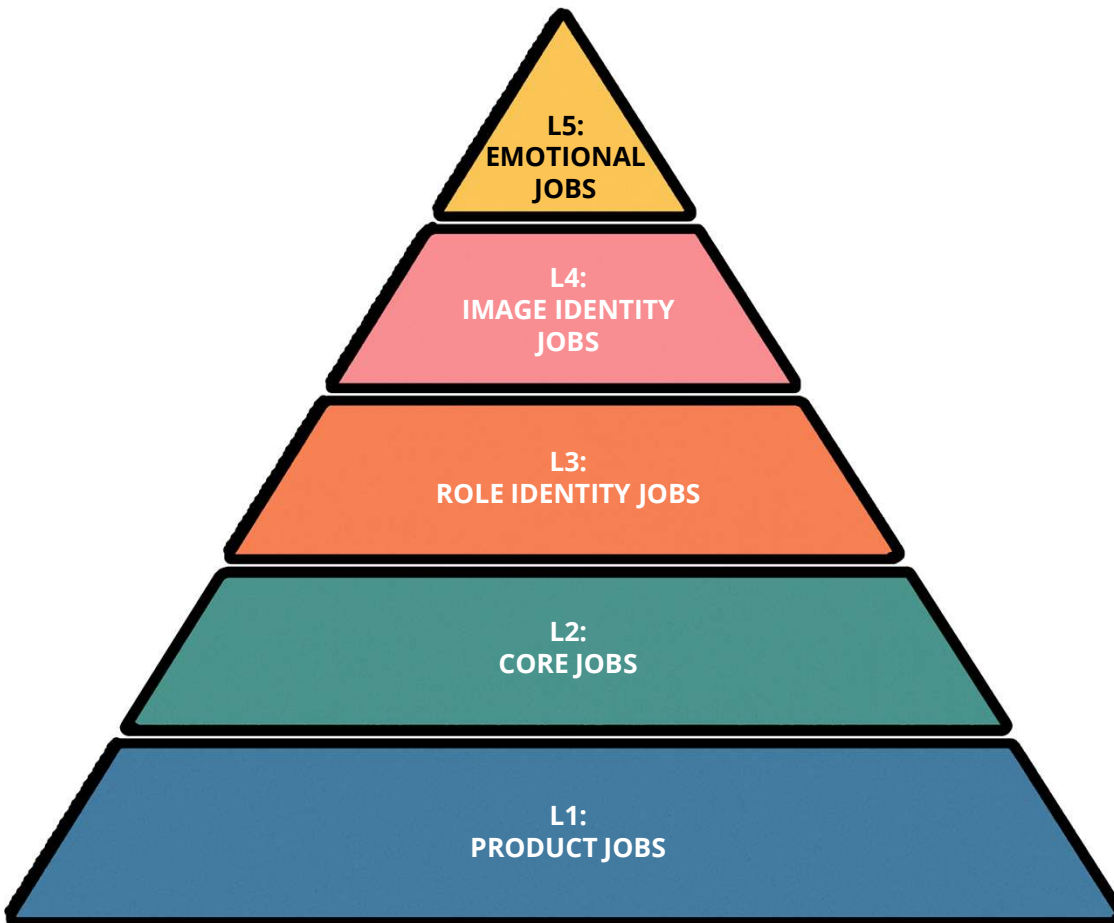 L5:
EMOTIONAL
JOBS
L4:
IMAGE IDENTITY
JOBS
L3:
ROLE IDENTITY JOBS
L2:
CORE JOBS
L1:
PRODUCT JOBS